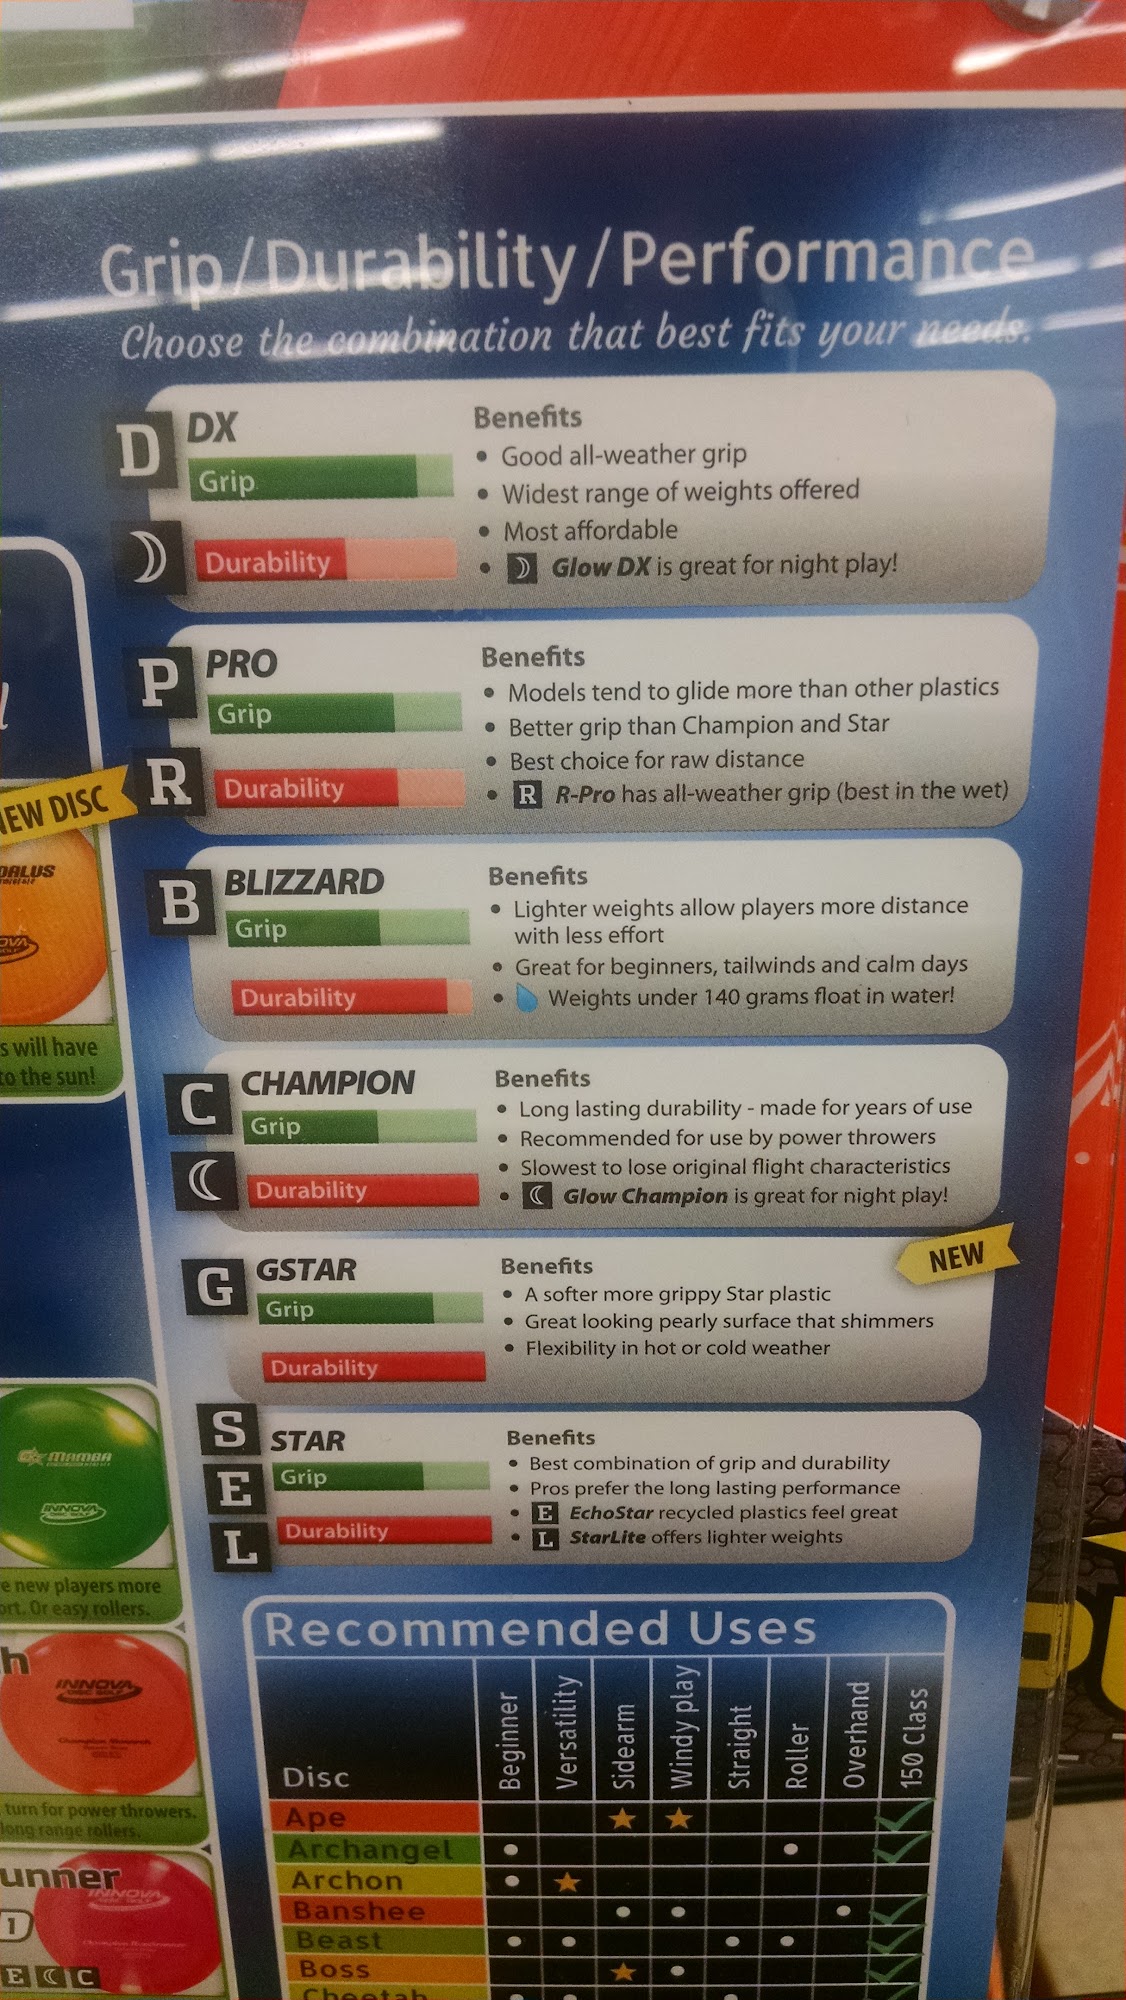 Grip/Durability/Performance
Choose the combination that best fits your needs.
D
DX
Grip
Durability
Benefits
• Good all-weather grip
• Widest range of weights offered
• Most affordable
• Glow DX is great for night play!
P
R
PRO
Grip
Durability
Benefits
• Models tend to glide more than other plastics
• Better grip than Champion and Star
• Best choice for raw distance
• R R-Pro has all-weather grip (best in the wet)
B
BLIZZARD
Grip
Durability
Benefits
• Lighter weights allow players more distance
with less effort
• Great for beginners, tailwinds and calm days
• Weights under 140 grams float in water!
C
CHAMPION
Grip
Durability
Benefits
• Long lasting durability - made for years of use
• Recommended for use by power throwers
• Slowest to lose original flight characteristics
• Glow Champion is great for night play!
G
GSTAR
Grip
Durability
NEW
Benefits
• A softer more grippy Star plastic
• Great looking pearly surface that shimmers
• Flexibility in hot or cold weather
S
E
L
STAR
Grip
Durability
Benefits
• Best combination of grip and durability
• Pros prefer the long lasting performance
• E EchoStar recycled plastics feel great
• L StarLite offers lighter weights
Recommended Uses
Disc
Beginner
Versatility
Sidearm
Windy play
Straight
Roller
Overhand
150 Class
Ape
Archangel
Archon
Banshee
Beast
Boss
Cheetah
NEW DISC
DALUS
OVA
s will have
to the sun!
MAMBA
INNOVA
e new players more
ort. Or easy rollers.
h
INNOVA
DISC GOLF
Champion Monarch
turn for power throwers.
long range rollers.
unner
INNOVA
1
E C